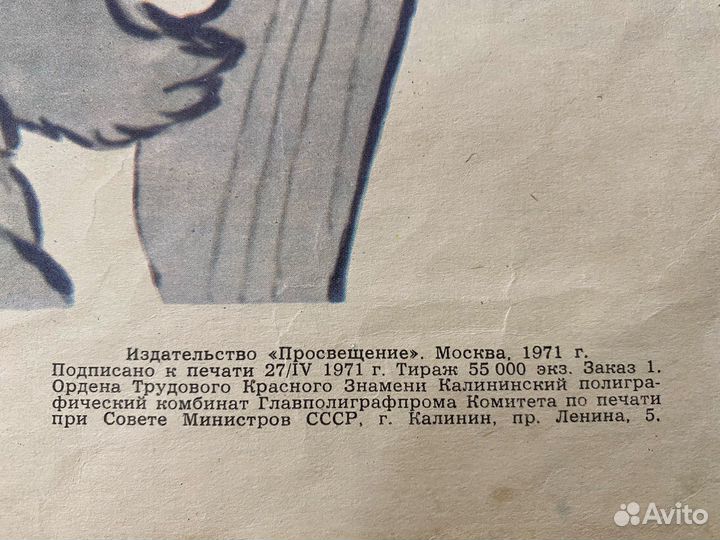 Издательство «Просвещение». Москва, 1971 г.
Подписано к печати 27/IV 1971 г. Тираж 55 000 экз. Заказ 1.
Ордена Трудового Красного Знамени Калининский полигра-
фический комбинат Главполиграфпрома Комитета по печати
при Совете Министров СССР, г. Калинин, пр. Ленина, 5.
Avito